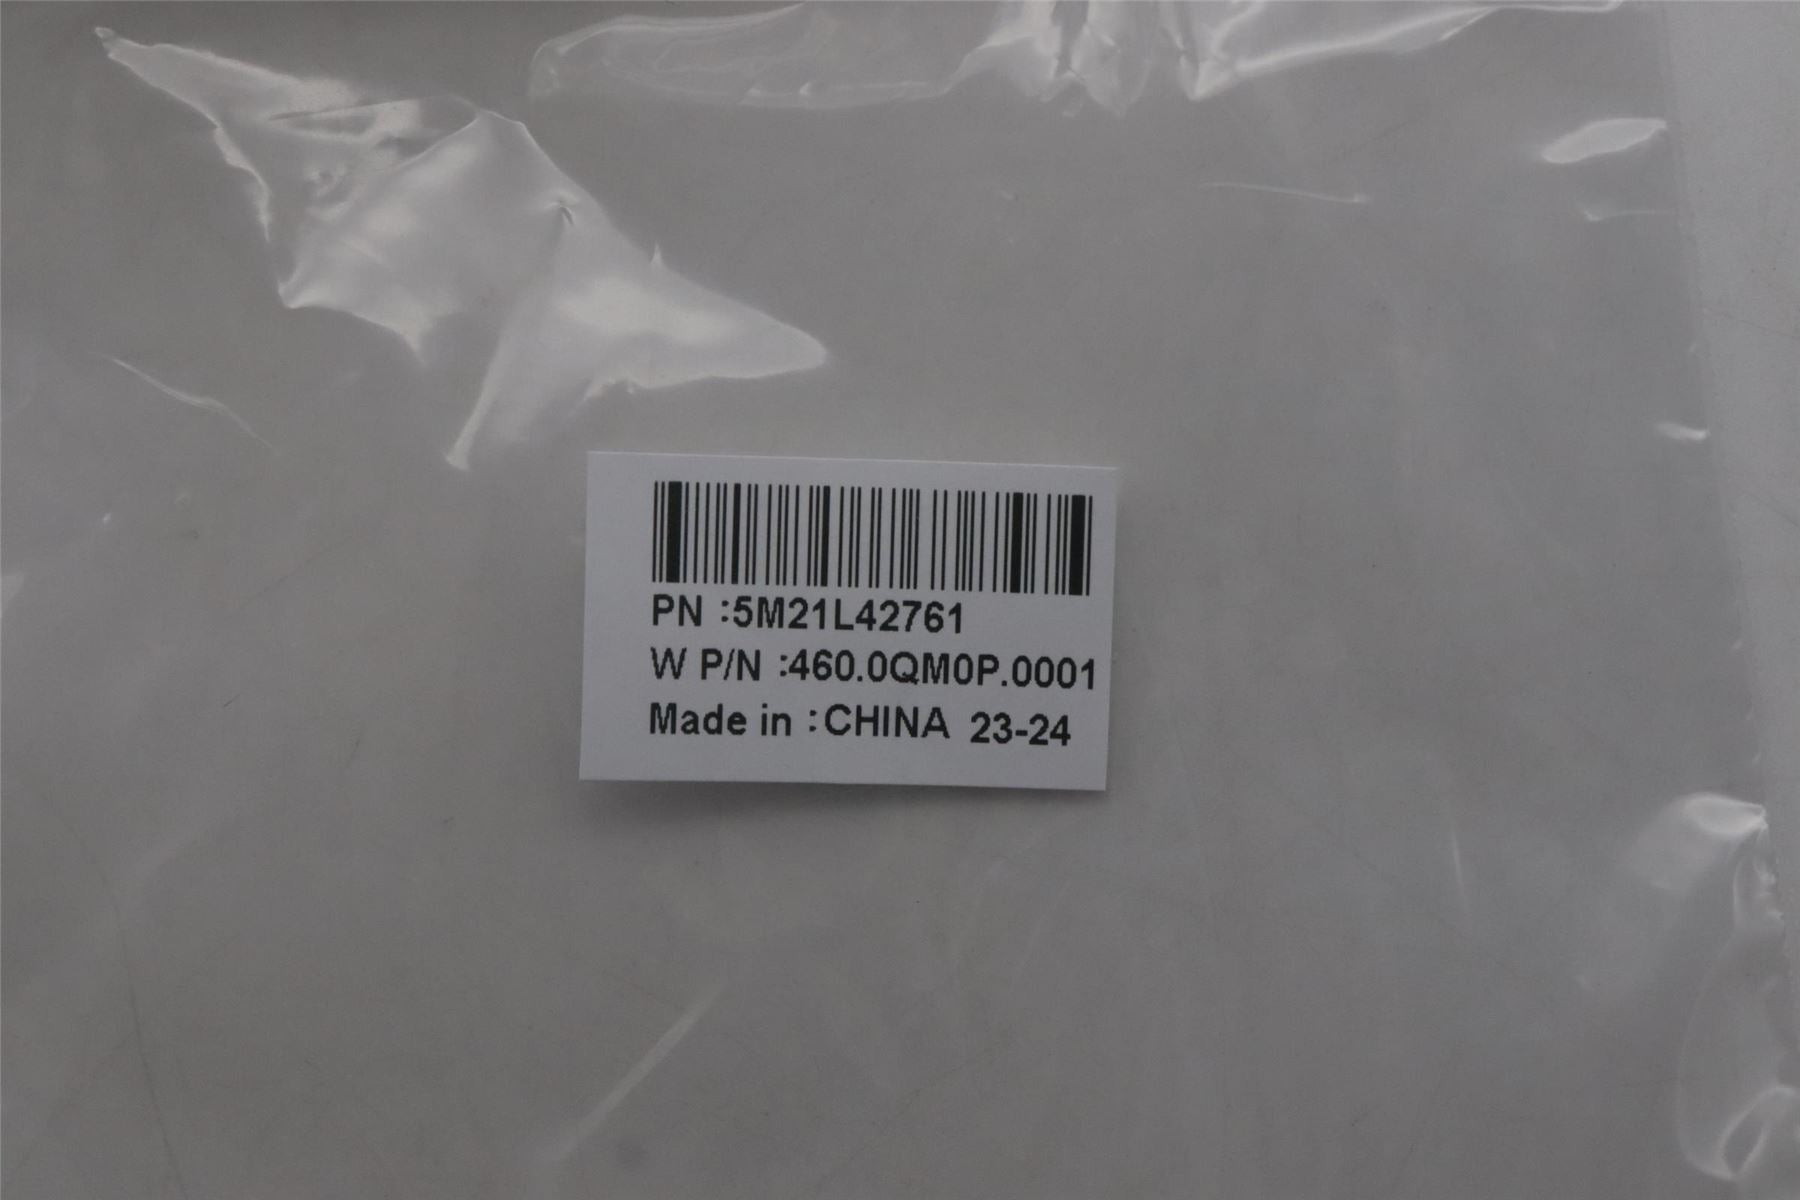 PN :5M21L42761
W P/N :460.0QM0P.0001
Made in :CHINA 23-24